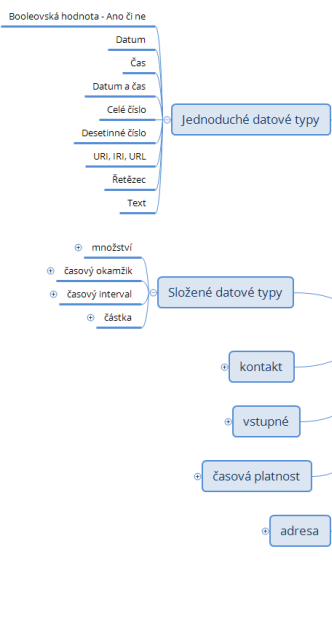 Booleovská hodnota - Ano či ne
Datum
Čas
Datum a čas
Celé číslo
Desetinné číslo
URI, IRI, URL
Řetězec
Text
Jednoduché datové typy
množství
časový okamžik
časový interval
částka
Složené datové typy
kontakt
vstupné
časová platnost
adresa